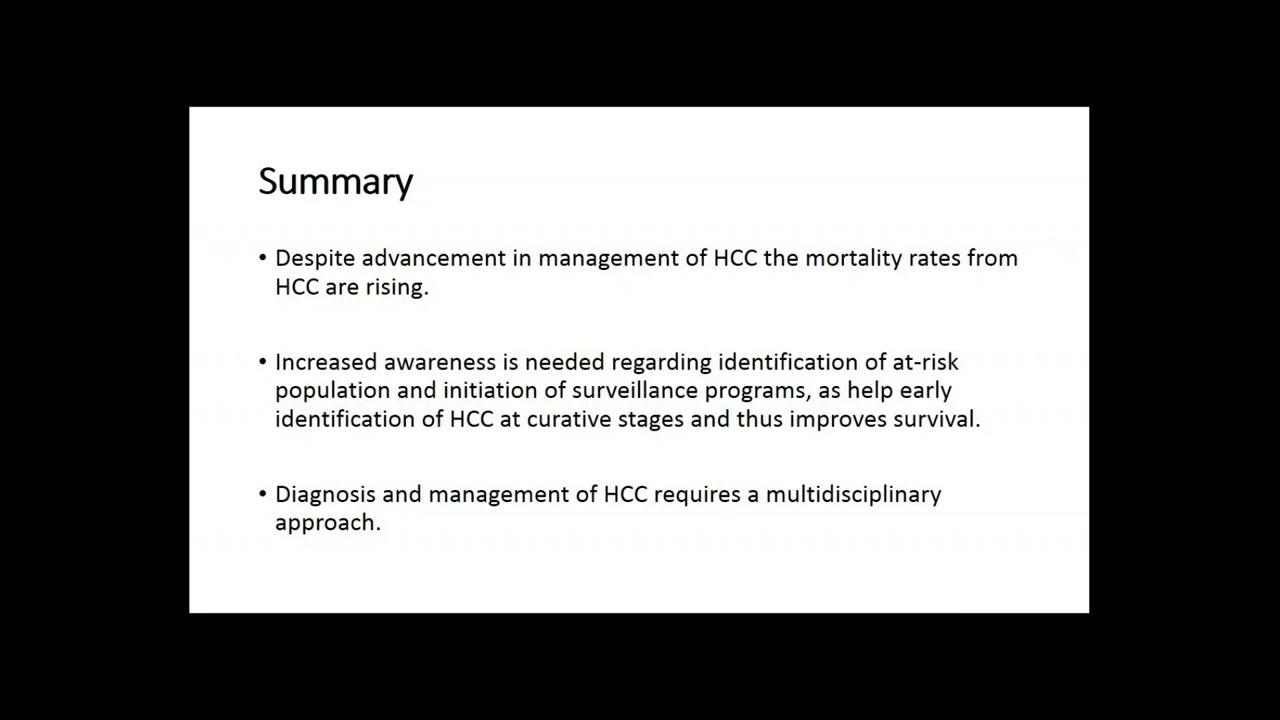 Summary
• Despite advancement in management of HCC the mortality rates from
HCC are rising.
• Increased awareness is needed regarding identification of at-risk
population and initiation of surveillance programs, as help early
identification of HCC at curative stages and thus improves survival.
• Diagnosis and management of HCC requires a multidisciplinary
approach.